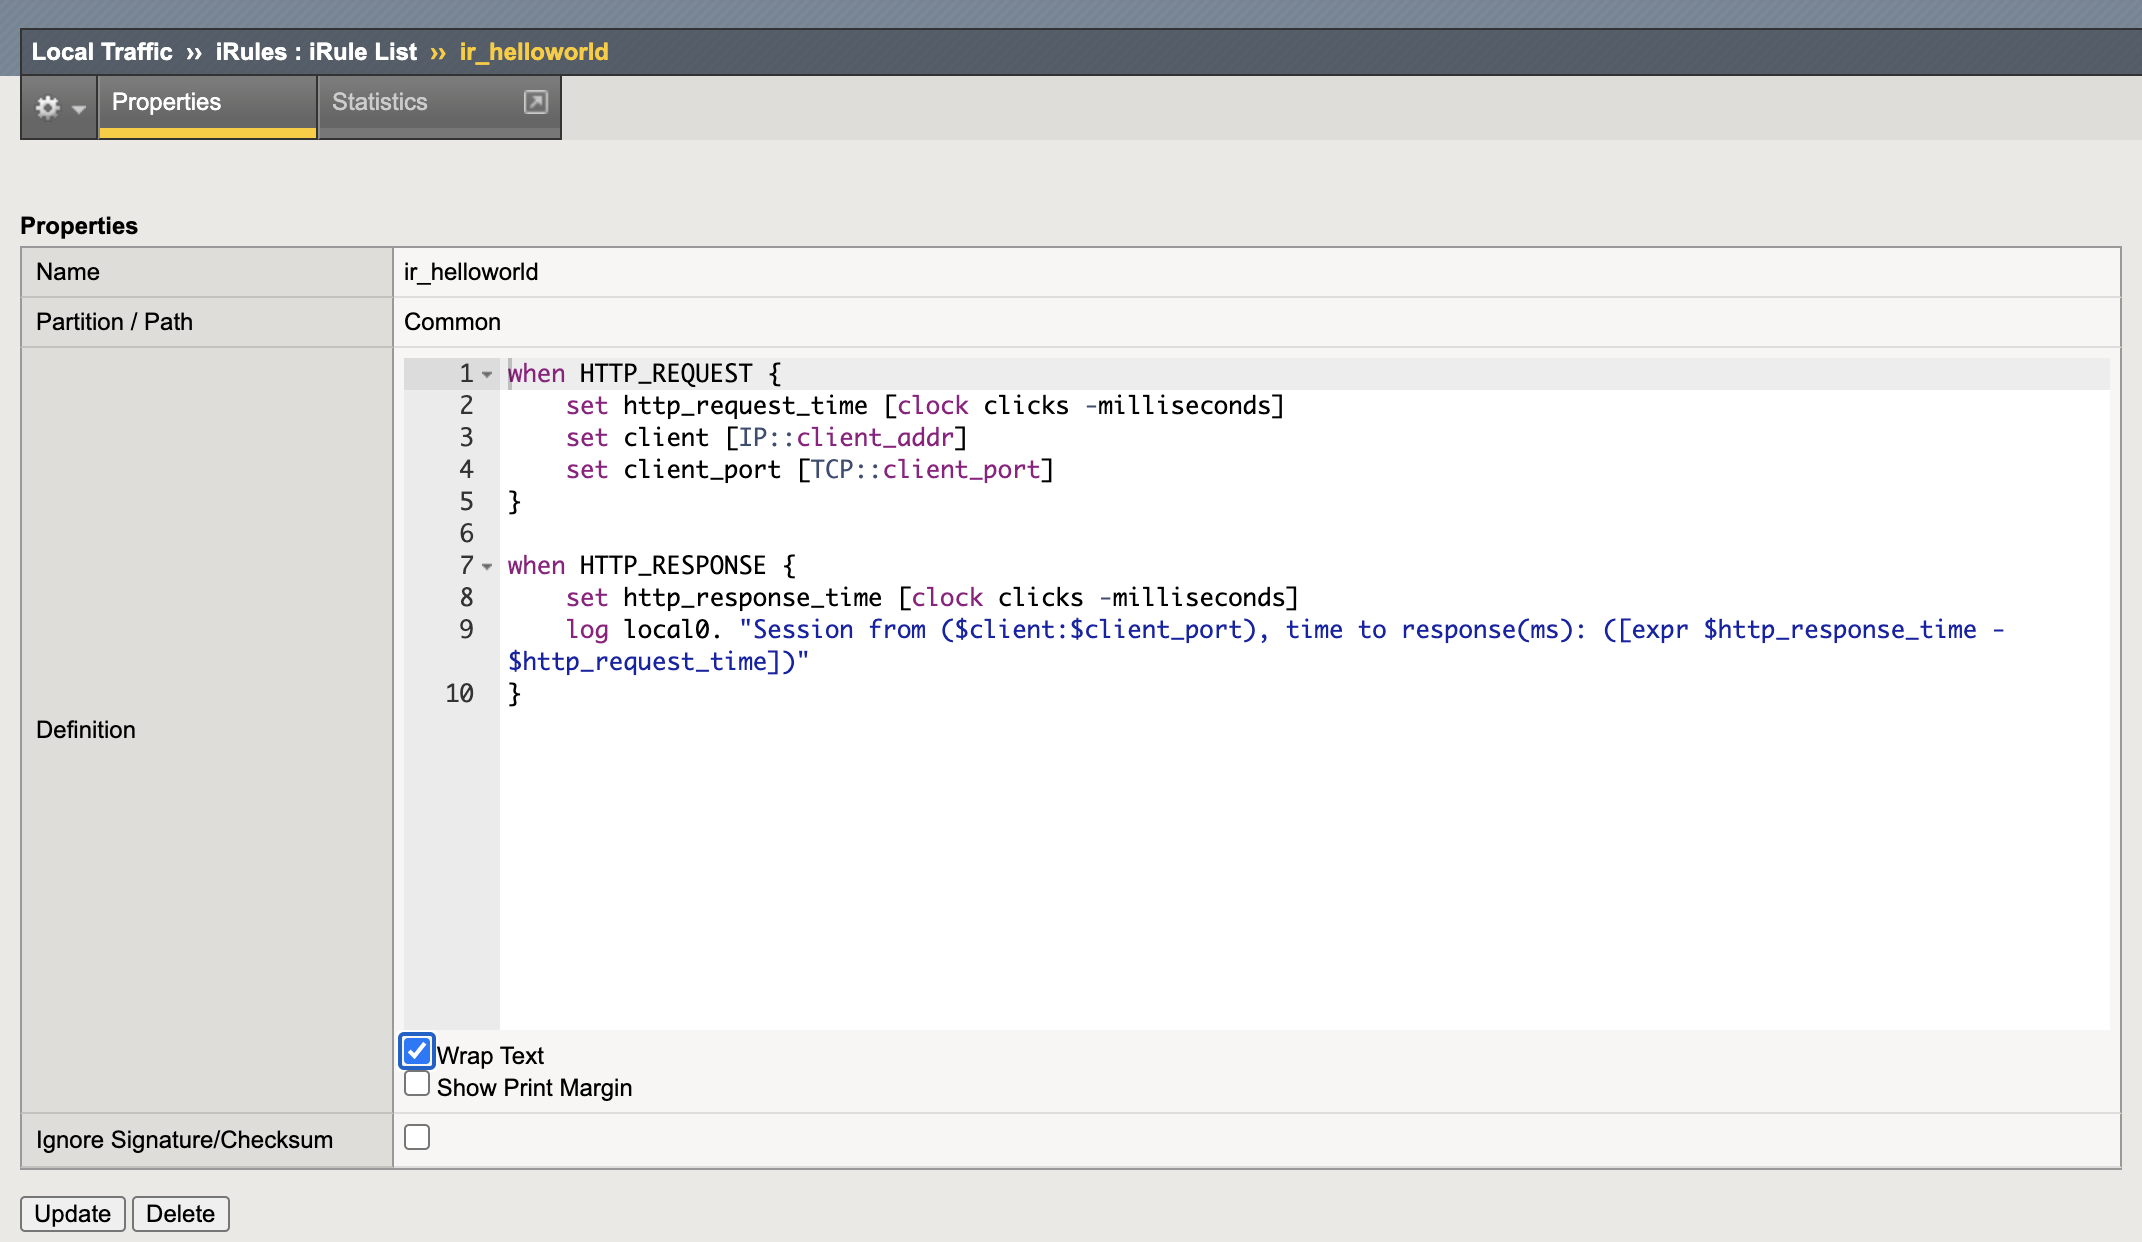 Local Traffic ›› iRules : iRule List ›› ir_helloworld
Properties
Statistics
Properties
Name
ir_helloworld
Partition / Path
Common
Definition
1 when HTTP_REQUEST {
2     set http_request_time [clock clicks -milliseconds]
3     set client [IP::client_addr]
4     set client_port [TCP::client_port]
5 }
6
7 when HTTP_RESPONSE {
8     set http_response_time [clock clicks -milliseconds]
9     log local0. "Session from ($client:$client_port), time to response(ms): ([expr $http_response_time -
$http_request_time])"
10 }
Wrap Text
Show Print Margin
Ignore Signature/Checksum
Update
Delete